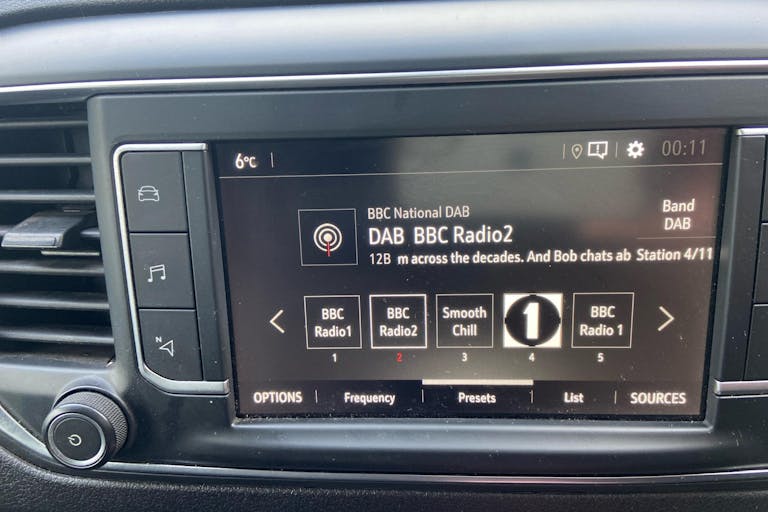 6°C
00:11
BBC National DAB
DAB BBC Radio2
12B m across the decades. And Bob chats ab
Band
DAB
Station 4/11
BBC
Radio1
1
BBC
Radio2
2
Smooth
Chill
3
1
4
BBC
Radio 1
5
OPTIONS
Frequency
Presets
List
SOURCES
N